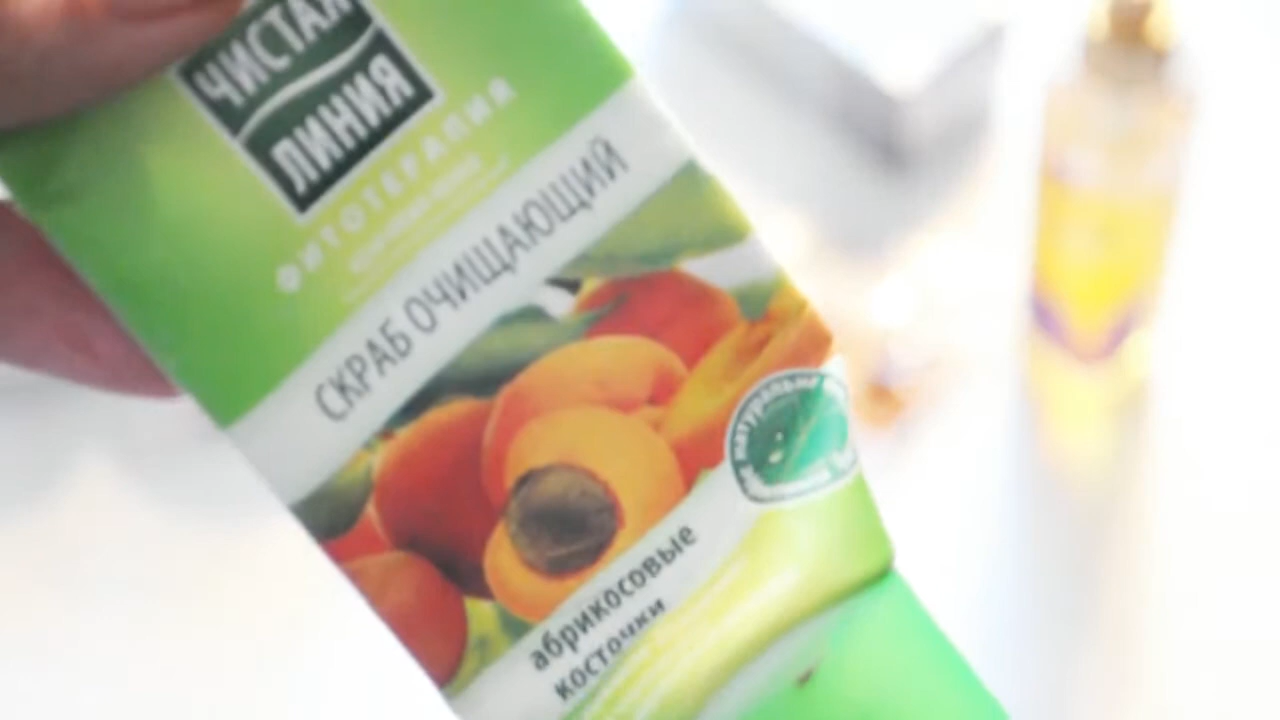 ЧИСТАЯ
ЛИНИЯ
ФИТОТЕРАПИЯ
СКРАБ ОЧИЩАЮЩИЙ
абрикосовые
косточки